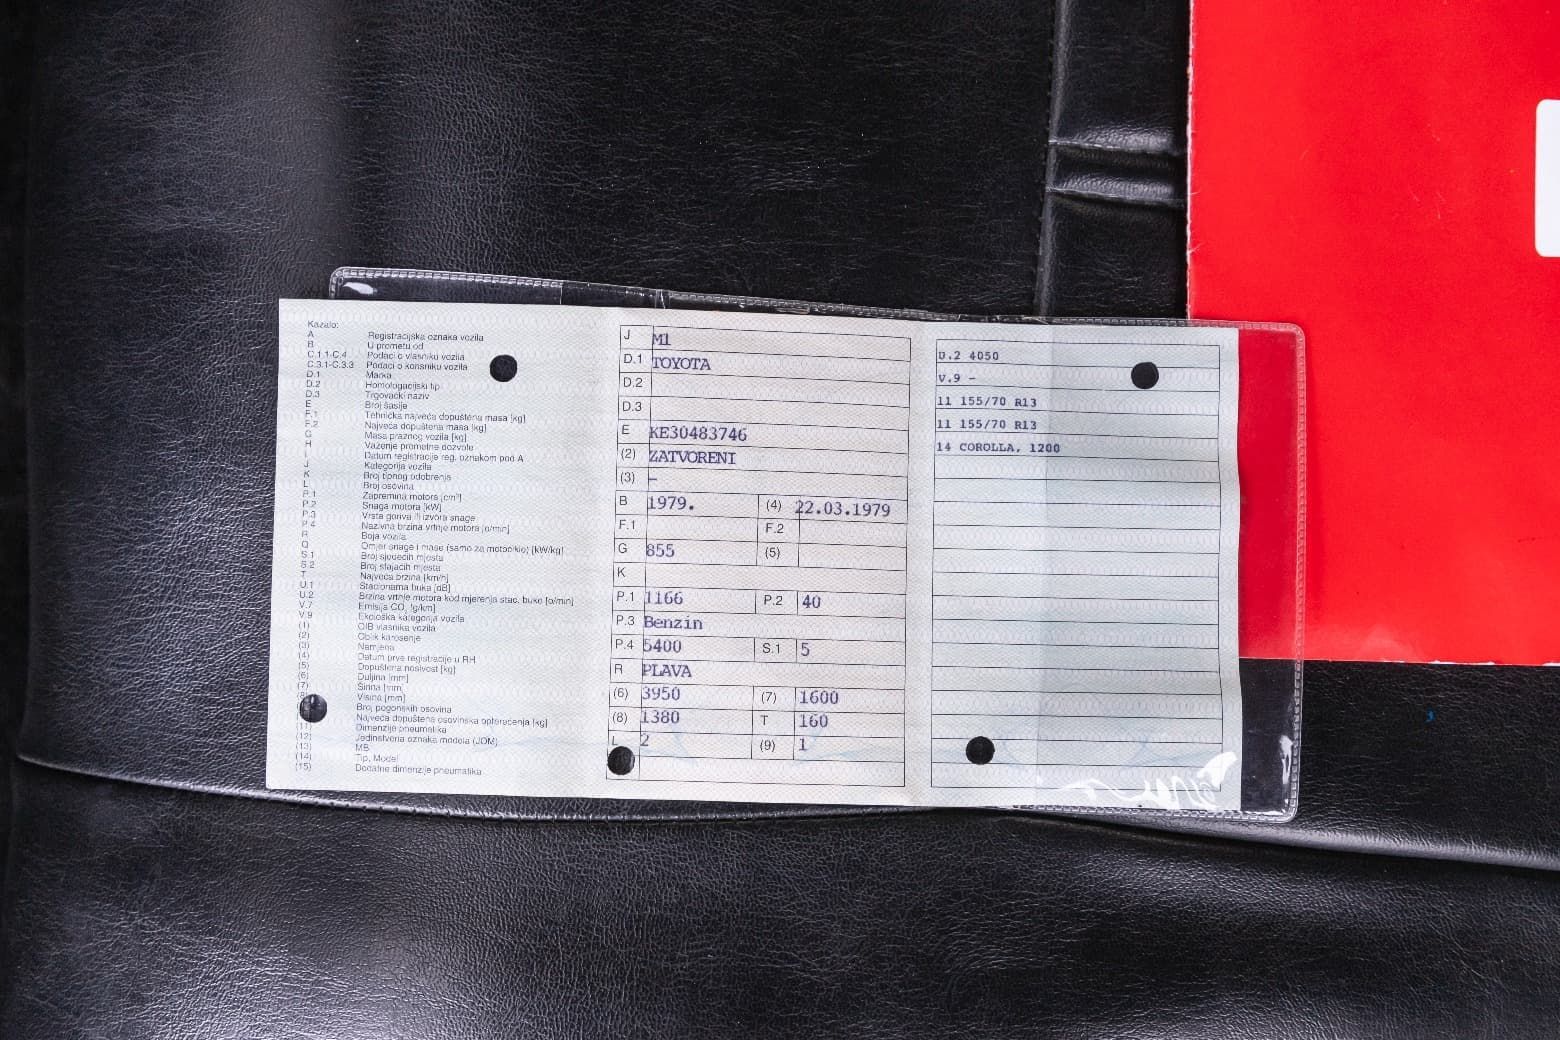 Kazalo:
A Registracijska oznaka vozila
B U prometu od
C.1.1-C.4 Podaci o vlasniku vozila
C.3.1-C.3.3 Podaci o korisniku vozila
D.1 Marka
D.2 Homologacijski tip
D.3 Trgovački naziv
E Broj šasije
F.1 Tehnička najveća dopuštena masa [kg]
F.2 Najveća dopuštena masa [kg]
G Masa praznog vozila [kg]
H Važenje prometne dozvole
I Datum registracije reg. oznakom pod A
J Kategorija vozila
K Broj tipnog odobrenja
L Broj osovina
P.1 Zapremina motora [cm³]
P.2 Snaga motora [kW]
P.3 Vrsta goriva ili izvora snage
P.4 Nazivna brzina vrtnje motora [o/min]
R Boja vozila
Q Omjer snage i mase (samo za motorkle) [kW/kg]
S.1 Broj sjedećih mjesta
S.2 Broj stajaćih mjesta
T Najveća brzina [km/h]
U.1 Stacionarna buka [dB]
U.2 Brzina vrtnje motora kod mjerenja stac. buke [o/min]
V.7 Emisija CO₂ [g/km]
V.9 Ekološka kategorija vozila
(1) OIB vlasnika vozila
(2) Oblik karoserije
(3) Namjena
(4) Datum prve registracije u RH
(5) Dopuštena nosivost [kg]
(6) Duljina [mm]
(7) Širina [mm]
(8) Visina [mm]
Broj pogonskih osovina
Najveća dopuštena osovinska opterećenja [kg]
(11) Dimenzije pneumatika
(12) Jedinstvena oznaka modela (JOM)
(13) MB
(14) Tip, Model
(15) Dodatne dimenzije pneumatika
J M1
D.1 TOYOTA
D.2
D.3
E KE30483746
(2) ZATVORENI
(3) –
B 1979. (4) 22.03.1979
F.1 F.2
G 855 (5)
K
P.1 1166 P.2 40
P.3 Benzin
P.4 5400 S.1 5
R PLAVA
(6) 3950 (7) 1600
(8) 1380 T 160
L 2 (9) 1
U.2 4050
V.9 –
11 155/70 R13
11 155/70 R13
14 COROLLA, 1200